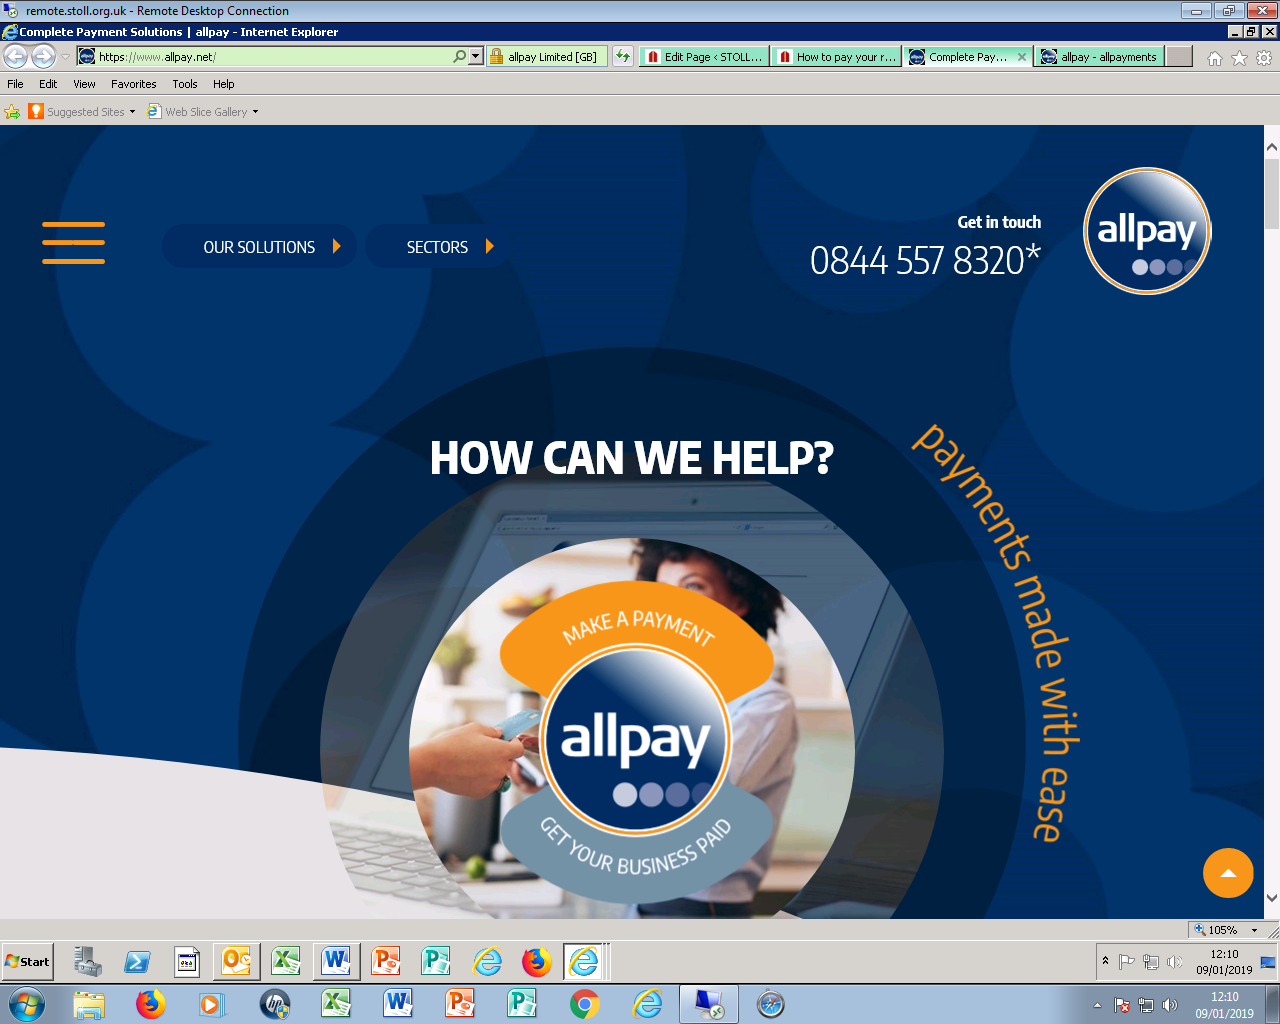 remote.stoll.org.uk - Remote Desktop Connection
Complete Payment Solutions | allpay - Internet Explorer
https://www.allpay.net/
allpay Limited [GB]
Edit Page ‹ STOLL...
How to pay your r...
Complete Pay...
allpay - allpayments
File Edit View Favorites Tools Help
Suggested Sites
Web Slice Gallery
OUR SOLUTIONS
SECTORS
Get in touch
0844 557 8320*
allpay
HOW CAN WE HELP?
payments made with ease
MAKE A PAYMENT
allpay
GET YOUR BUSINESS PAID
105%
Start
12:10
09/01/2019
12:10
09/01/2019